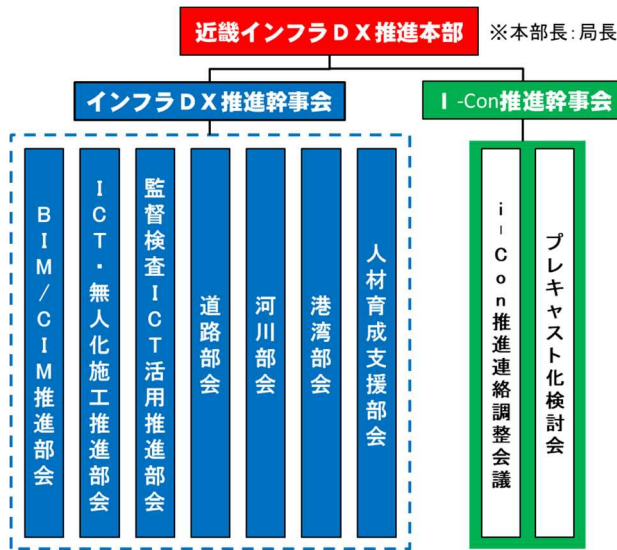 近畿インフラDX推進本部
※本部長：局長
インフラDX推進幹事会
I-Con推進幹事会
BIM/CIM推進部会
ICT・無人化施工推進部会
監督検査ICT活用推進部会
道路部会
河川部会
港湾部会
人材育成支援部会
i-Con推進連絡調整会議
プレキャスト化検討会